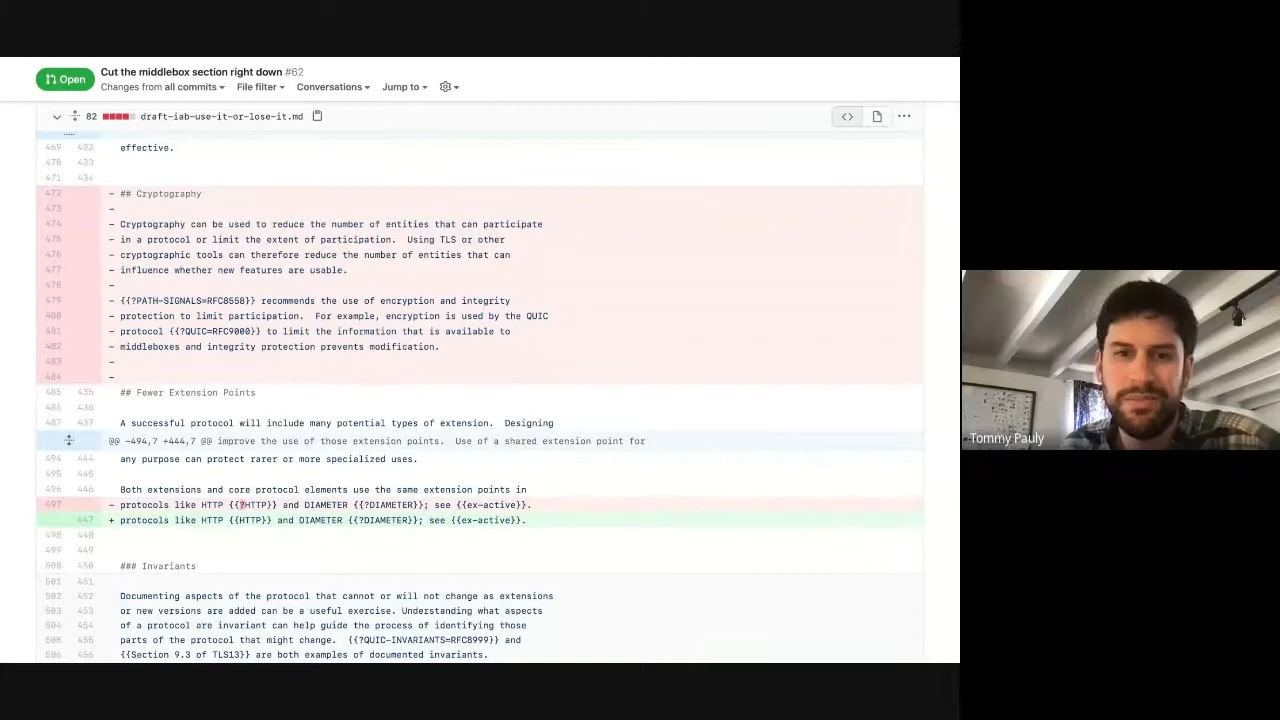 Open
Cut the middlebox section right down #62
Changes from all commits
File filter
Conversations
Jump to
82
draft-iab-use-it-or-lose-it.md
469 432 effective.
470 433
471 434
472 - ## Cryptography
473 -
474 - Cryptography can be used to reduce the number of entities that can participate
475 - in a protocol or limit the extent of participation. Using TLS or other
476 - cryptographic tools can therefore reduce the number of entities that can
477 - influence whether new features are usable.
478 -
479 - {{?PATH-SIGNALS=RFC8558}} recommends the use of encryption and integrity
480 - protection to limit participation. For example, encryption is used by the QUIC
481 - protocol {{?QUIC=RFC9000}} to limit the information that is available to
482 - middleboxes and integrity protection prevents modification.
483 -
484 -
485 435 ## Fewer Extension Points
486 436
487 437 A successful protocol will include many potential types of extension. Designing
@@ -494,7 +444,7 @@ improve the use of those extension points. Use of a shared extension point for
494 444 any purpose can protect rarer or more specialized uses.
495 445
496 446 Both extensions and core protocol elements use the same extension points in
497 - protocols like HTTP {{?HTTP}} and DIAMETER {{?DIAMETER}}; see {{ex-active}}.
447 + protocols like HTTP {{HTTP}} and DIAMETER {{?DIAMETER}}; see {{ex-active}}.
498 448
499 449
500 450 ### Invariants
501 451
502 452 Documenting aspects of the protocol that cannot or will not change as extensions
503 453 or new versions are added can be a useful exercise. Understanding what aspects
504 454 of a protocol are invariant can help guide the process of identifying those
505 455 parts of the protocol that might change. {{?QUIC-INVARIANTS=RFC8999}} and
506 456 {{Section 9.3 of TLS13}} are both examples of documented invariants.
Tommy Pauly